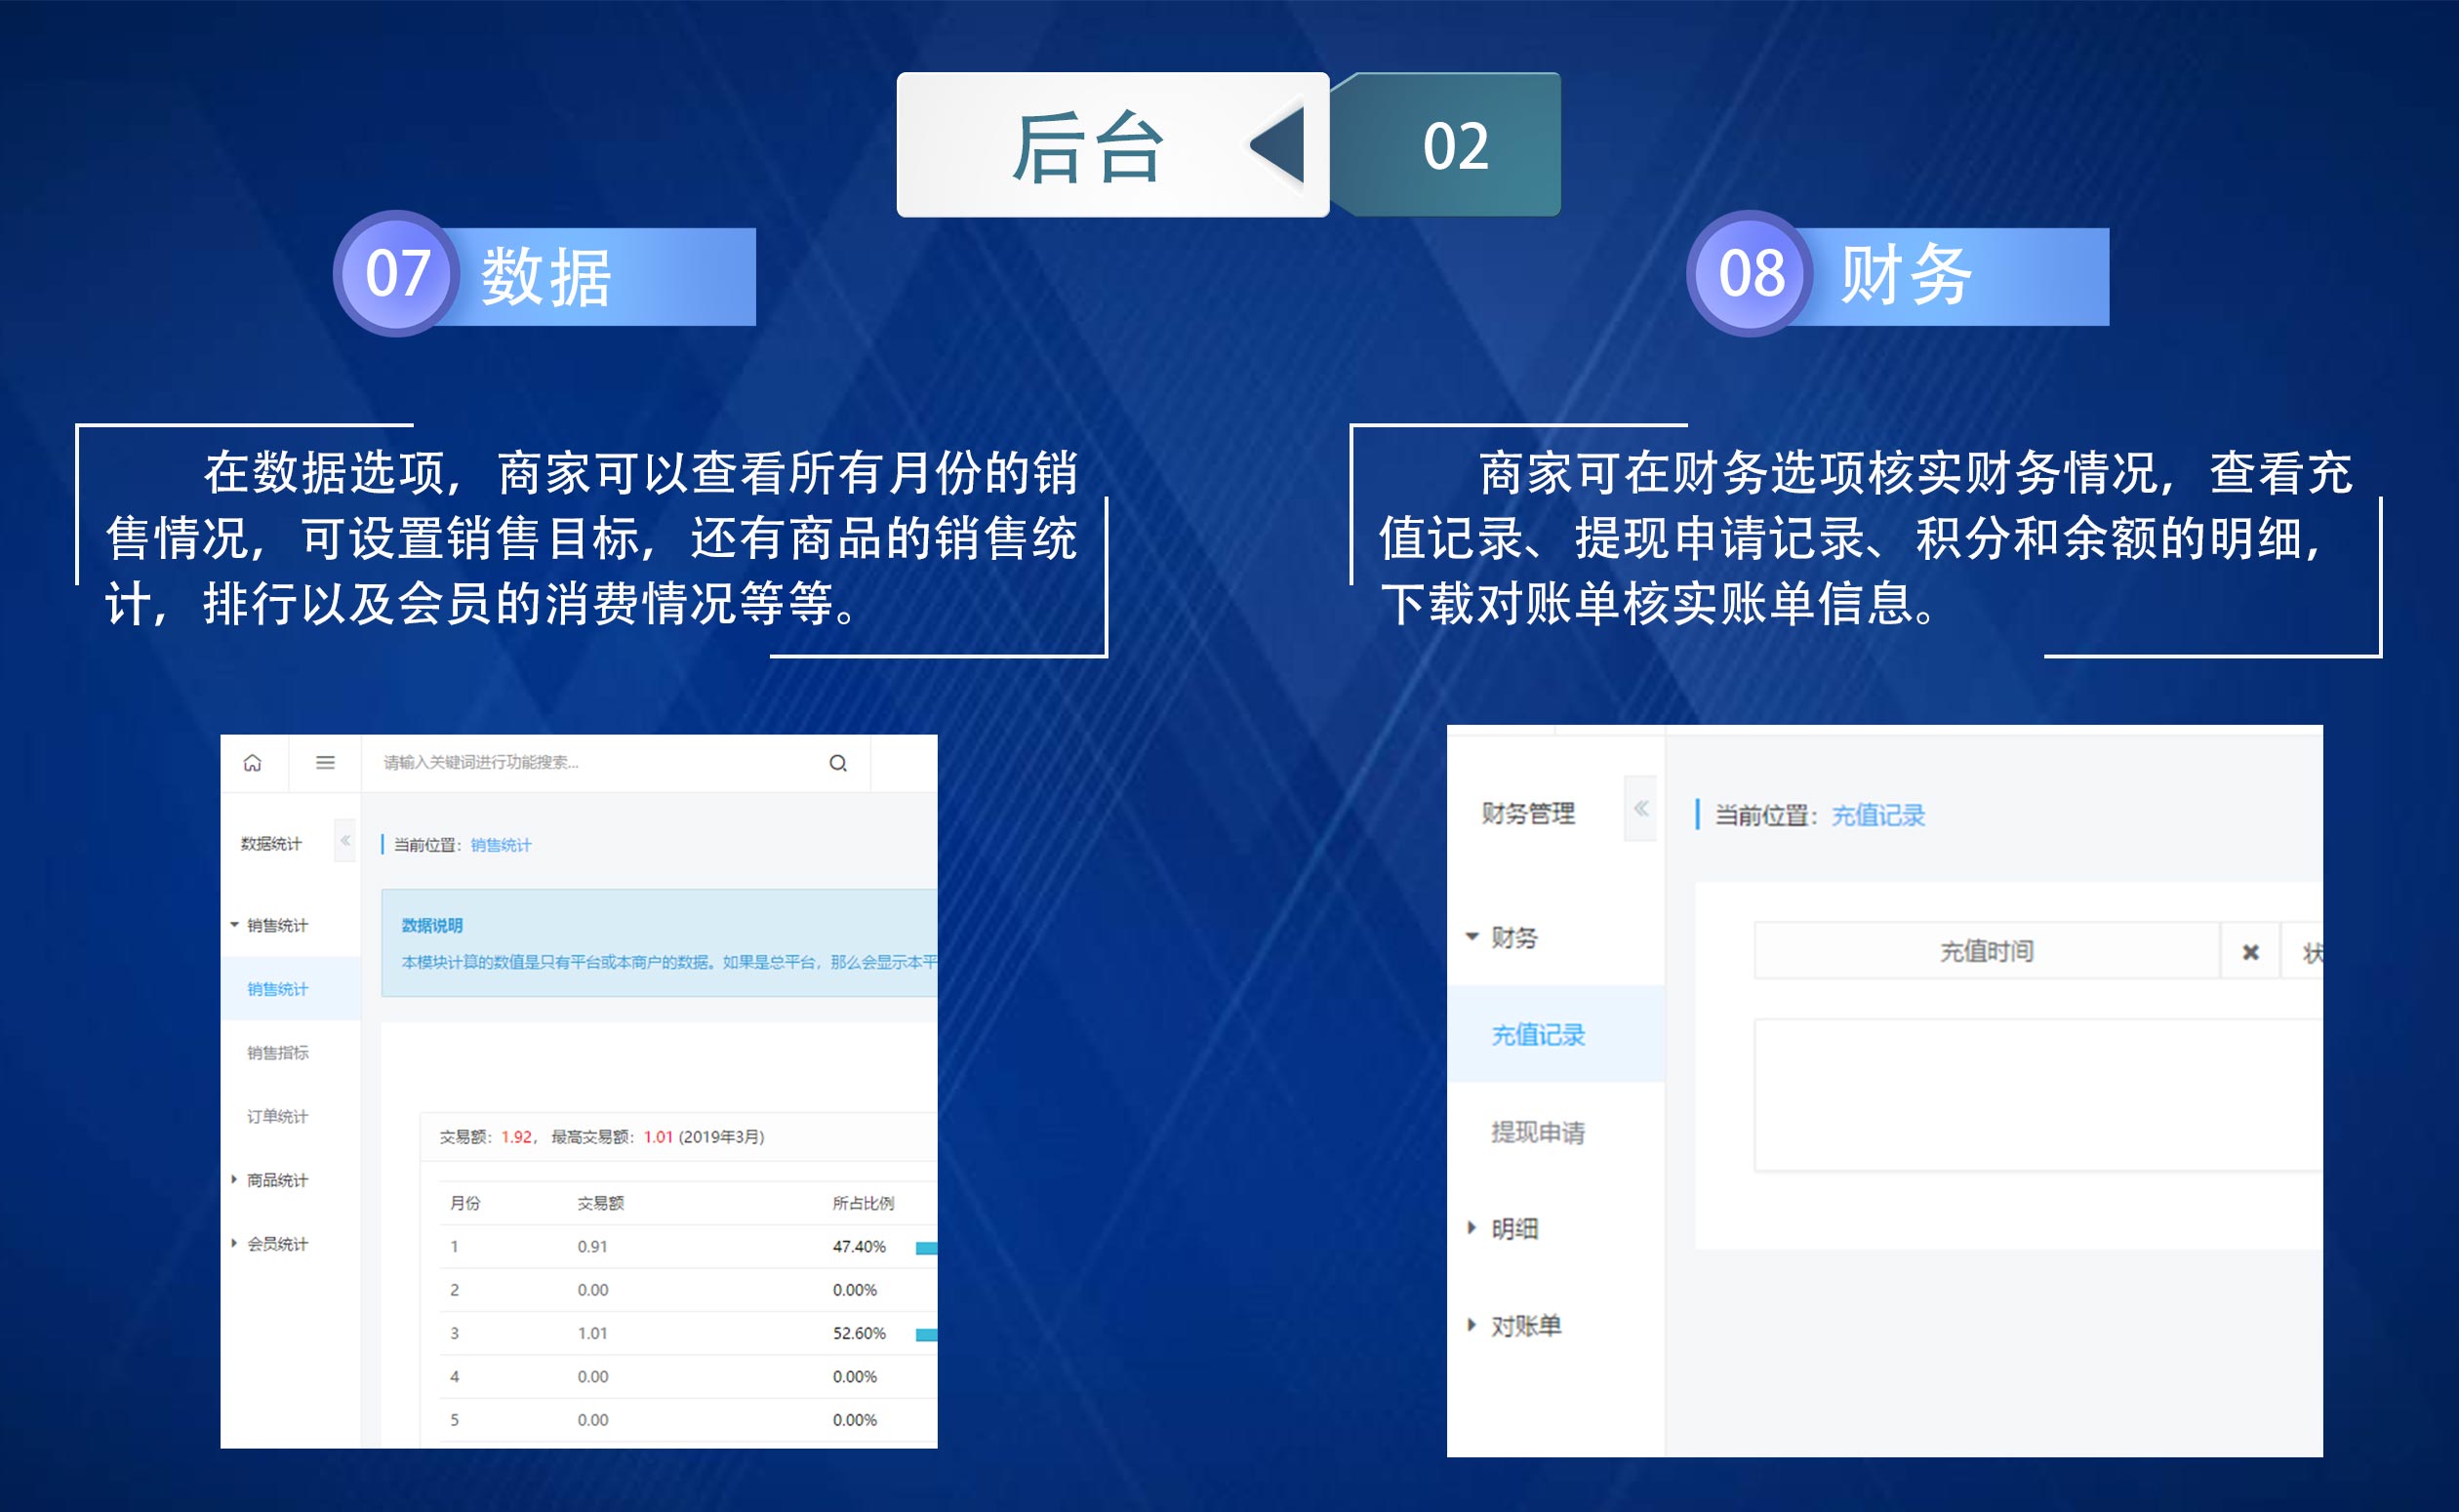 后台
02
07
数据
在数据选项，商家可以查看所有月份的销
售情况，可设置销售目标，还有商品的销售统
计，排行以及会员的消费情况等等。
请输入关键词进行功能搜索...
数据统计
销售统计
销售统计
销售指标
订单统计
商品统计
会员统计
当前位置：销售统计
数据说明
本模块计算的数值是只有平台或本商户的数据。如果是总平台，那么会显示本平
交易额：1.92， 最高交易额：1.01 (2019年3月)
月份 交易额 所占比例
1 0.91 47.40%
2 0.00 0.00%
3 1.01 52.60%
4 0.00 0.00%
5 0.00 0.00%
08
财务
商家可在财务选项核实财务情况，查看充
值记录、提现申请记录、积分和余额的明细，
下载对账单核实账单信息。
财务管理
财务
充值记录
提现申请
明细
对账单
当前位置：充值记录
充值时间
状